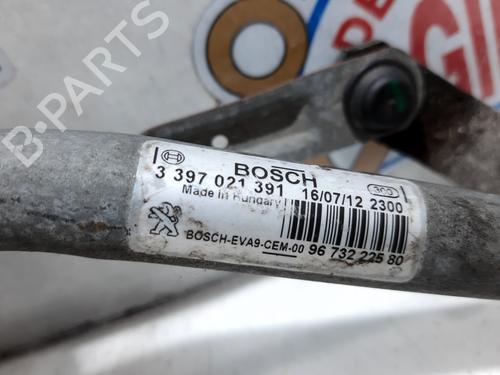 B-PARTS
BOSCH
3 397 021 391 16/07/12 2300
Made in Hungary
300
BOSCH-EVA9-CEM-00 96 732 225 80